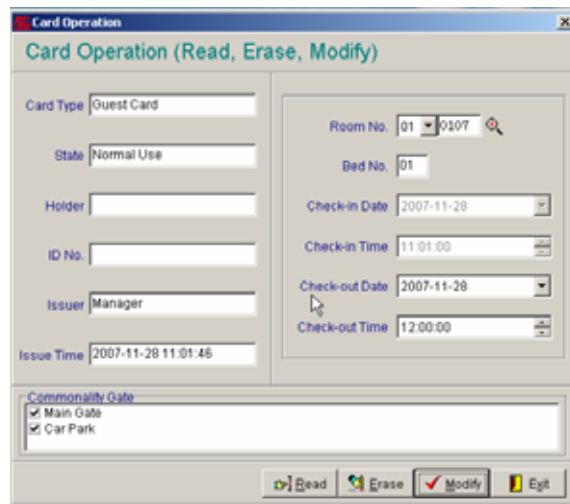 Card Operation
Card Operation (Read, Erase, Modify)
Card Type Guest Card
State Normal Use
Holder
ID No.
Issuer Manager
Issue Time 2007-11-28 11:01:46
Room No. 01 0107
Bed No. 01
Check-in Date 2007-11-28
Check-in Time 11:01:00
Check-out Date 2007-11-28
Check-out Time 12:00:00
Commonality Gate
Main Gate
Car Park
Read Erase Modify Exit